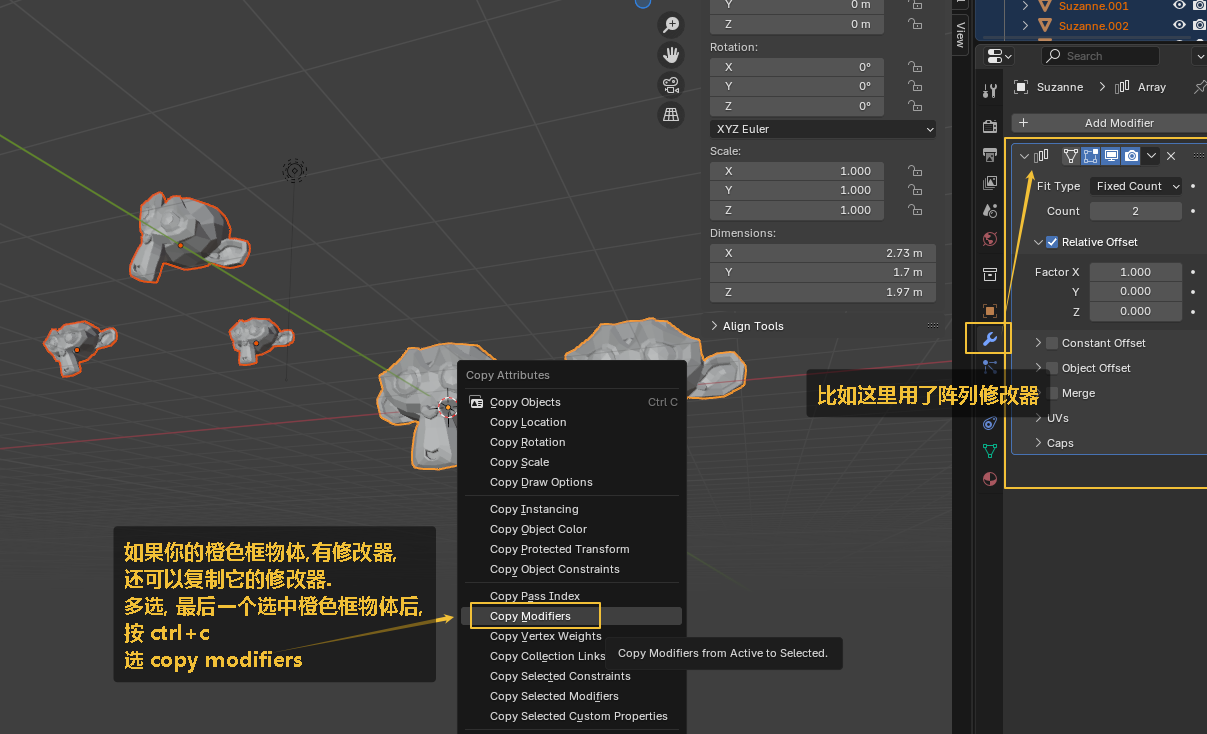 Y 0 m
Z 0 m
Rotation:
X 0°
Y 0°
Z 0°
XYZ Euler
Scale:
X 1.000
Y 1.000
Z 1.000
Dimensions:
X 2.73 m
Y 1.7 m
Z 1.97 m
Align Tools
View
Suzanne.001
Suzanne.002
Search
Suzanne Array
Add Modifier
Fit Type Fixed Count
Count 2
Relative Offset
Factor X 1.000
Y 0.000
Z 0.000
Constant Offset
Object Offset
Merge
UVs
Caps
比如这里用了阵列修改器
Copy Attributes
Copy Objects Ctrl C
Copy Location
Copy Rotation
Copy Scale
Copy Draw Options
Copy Instancing
Copy Object Color
Copy Protected Transform
Copy Object Constraints
Copy Pass Index
Copy Modifiers
Copy Vertex Weights
Copy Collection Links
Copy Selected Constraints
Copy Selected Modifiers
Copy Selected Custom Properties
Copy Modifiers from Active to Selected.
如果你的橙色框物体,有修改器,
还可以复制它的修改器.
多选, 最后一个选中橙色框物体后,
按 ctrl+c
选 copy modifiers